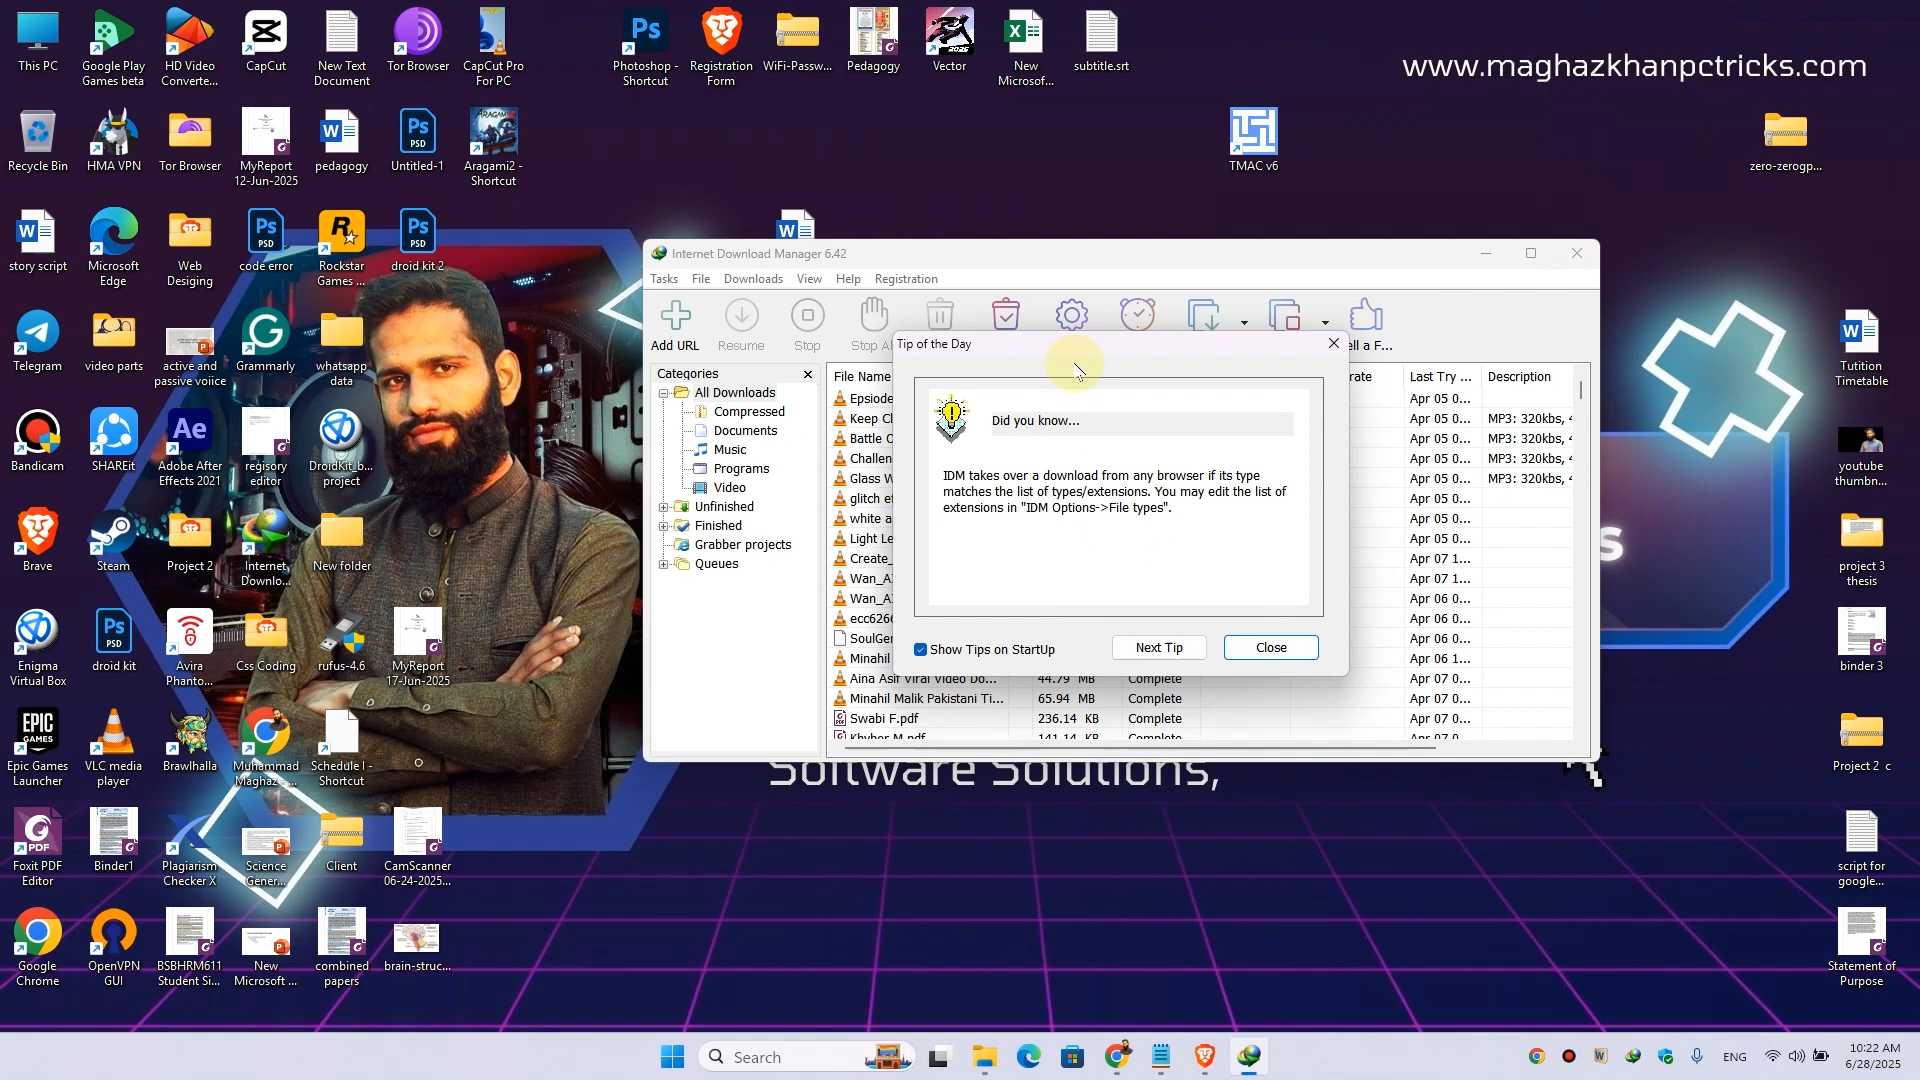 This PC
Google Play
Games beta
HD Video
Converte...
CapCut
New Text
Document
Tor Browser
CapCut Pro
For PC
Photoshop -
Shortcut
Registration
Form
WiFi-Passw...
Pedagogy
Vector
New
Microsof...
subtitle.srt
www.maghazkhanpctricks.com
Recycle Bin
HMA VPN
Tor Browser
MyReport
12-Jun-2025
pedagogy
Untitled-1
Aragami2 -
Shortcut
TMAC v6
zero-zerogp...
story script
Microsoft
Edge
Web
Desiging
code error
Rockstar
Games ...
droid kit 2
Telegram
video parts
active and
passive voiice
Grammarly
whatsapp
data
Tutition
Timetable
Bandicam
SHAREit
Adobe After
Effects 2021
regisory
editor
DroidKit_b...
project
youtube
thumbn...
Brave
Steam
Project 2
Internet
Downlo...
New folder
project 3
thesis
Enigma
Virtual Box
droid kit
Avira
Phanto...
Css Coding
rufus-4.6
MyReport
17-Jun-2025
binder 3
Epic Games
Launcher
VLC media
player
Brawlhalla
Muhammad
Maghaz - ...
Schedule I -
Shortcut
Project 2 c
Foxit PDF
Editor
Binder1
Plagiarism
Checker X
Science
Gener...
Client
CamScanner
06-24-2025...
script for
google...
Google
Chrome
OpenVPN
GUI
BSBHRM611
Student Si...
New
Microsoft ...
combined
papers
brain-struc...
Statement of
Purpose
Internet Download Manager 6.42
Tasks File Downloads View Help Registration
Add URL Resume Stop Stop A ell a F...
Categories
All Downloads
Compressed
Documents
Music
Programs
Video
Unfinished
Finished
Grabber projects
Queues
File Name rate Last Try ... Description
Epsiode Apr 05 0...
Keep Cl Apr 05 0... MP3: 320kbs, 4
Battle C Apr 05 0... MP3: 320kbs, 4
Challen Apr 05 0... MP3: 320kbs, 4
Glass W Apr 05 0... MP3: 320kbs, 4
glitch ef Apr 05 0...
white a Apr 05 0...
Light Le Apr 05 0...
Create_ Apr 07 1...
Wan_AI Apr 07 1...
Wan_AI Apr 06 0...
ecc6266 Apr 06 0...
SoulGer Apr 06 0...
Minahil Apr 06 1...
Aina Asif Viral Video Do... 44.79 MB Complete Apr 07 0...
Minahil Malik Pakistani Ti... 65.94 MB Complete Apr 07 0...
Swabi F.pdf 236.14 KB Complete Apr 07 0...
Khyber M.pdf 141.14 KB Complete Apr 07 0
Tip of the Day
Did you know...
IDM takes over a download from any browser if its type
matches the list of types/extensions. You may edit the list of
extensions in "IDM Options->File types".
Show Tips on StartUp
Next Tip
Close
s
Software Solutions,
Search
ENG
10:22 AM
6/28/2025